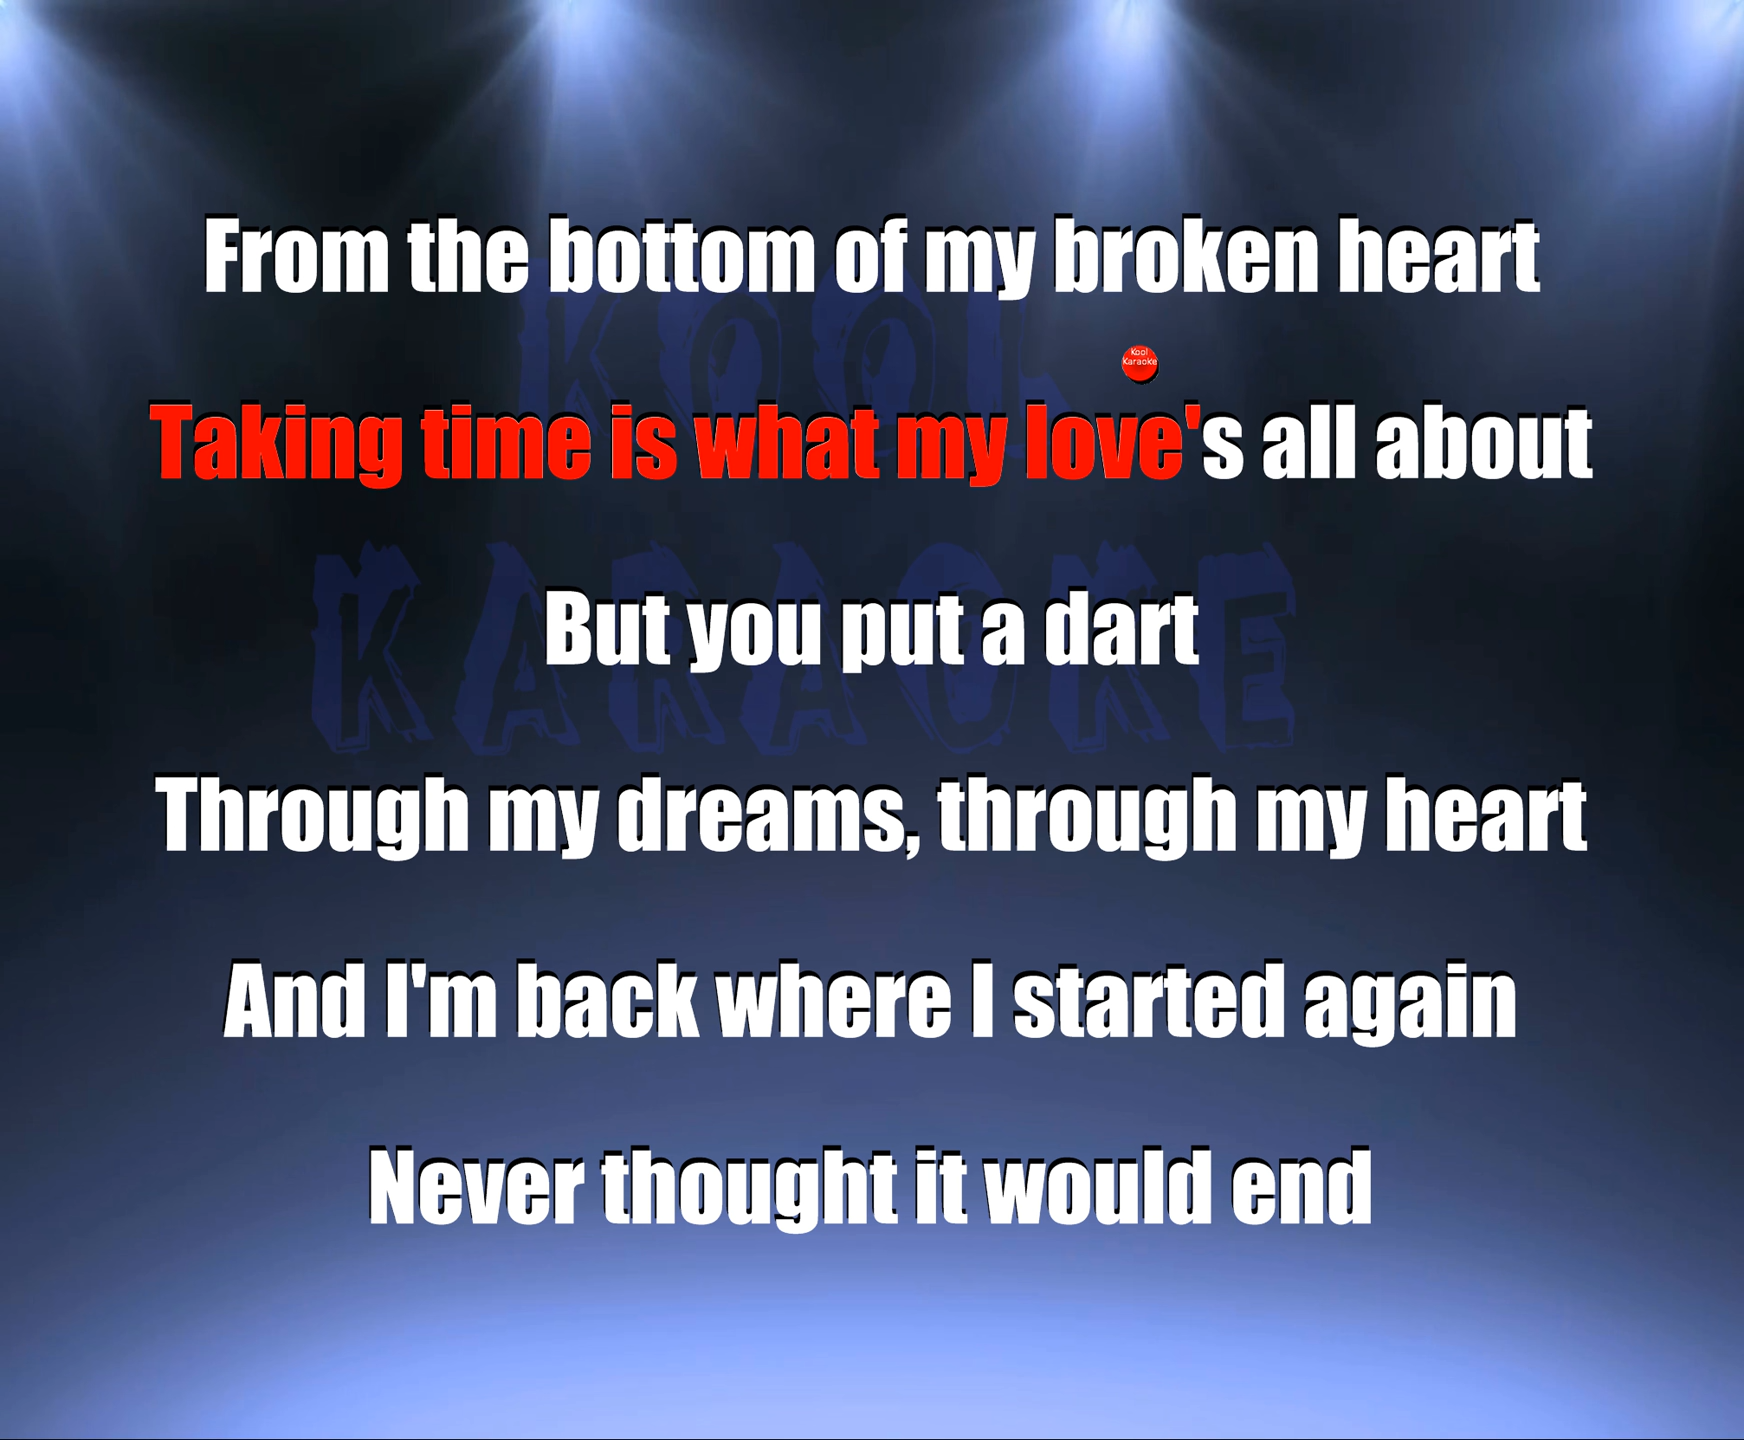 From the bottom of my broken heart
Kool
Karaoke
Taking time is what my love's all about
But you put a dart
Through my dreams, through my heart
And I'm back where I started again
Never thought it would end
KOOL
KARAOKE